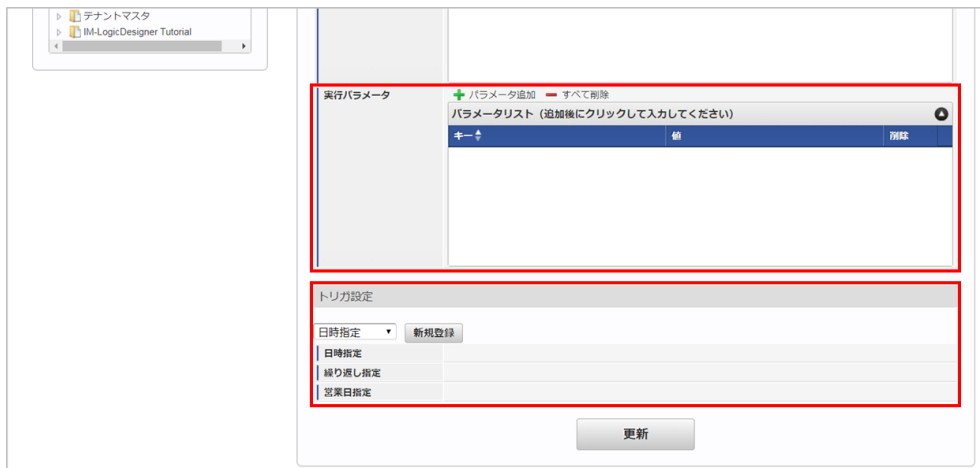 テナントマスタ
IM-LogicDesigner Tutorial
実行パラメータ
パラメータ追加 すべて削除
パラメータリスト（追加後にクリックして入力してください）
キー 値 削除
トリガ設定
日時指定 新規登録
日時指定
繰り返し指定
営業日指定
更新